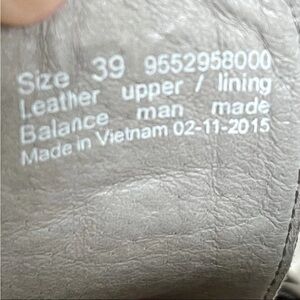 Size 39 9552958000
Leather upper / lining
Balance man made
Made in Vietnam 02-11-2015